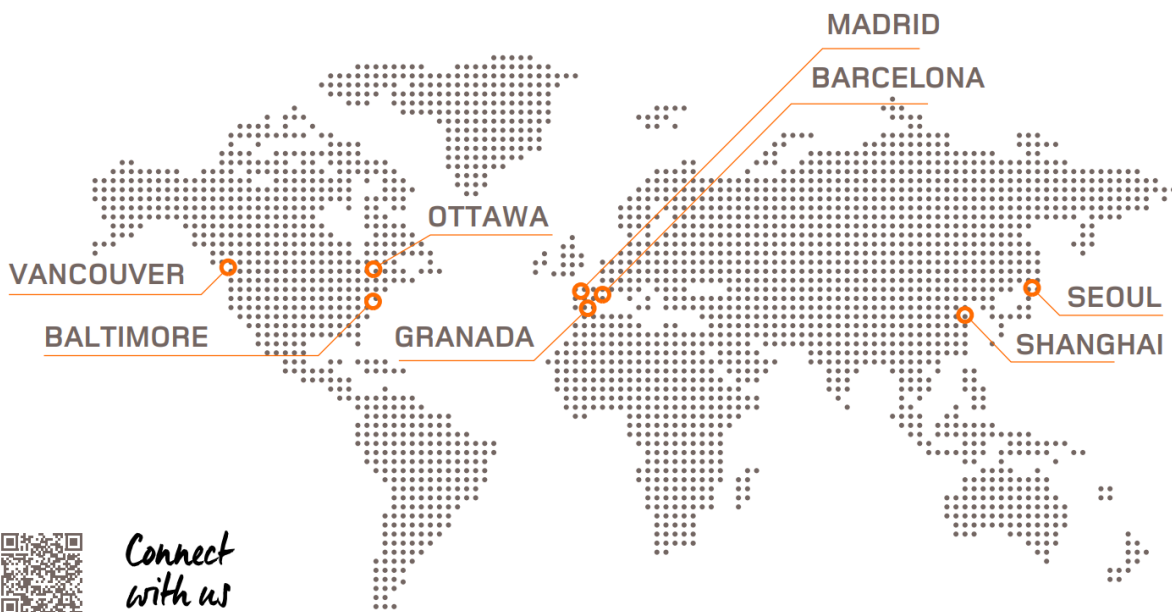 MADRID
BARCELONA
OTTAWA
VANCOUVER
BALTIMORE
GRANADA
SEOUL
SHANGHAI
Connect
with us